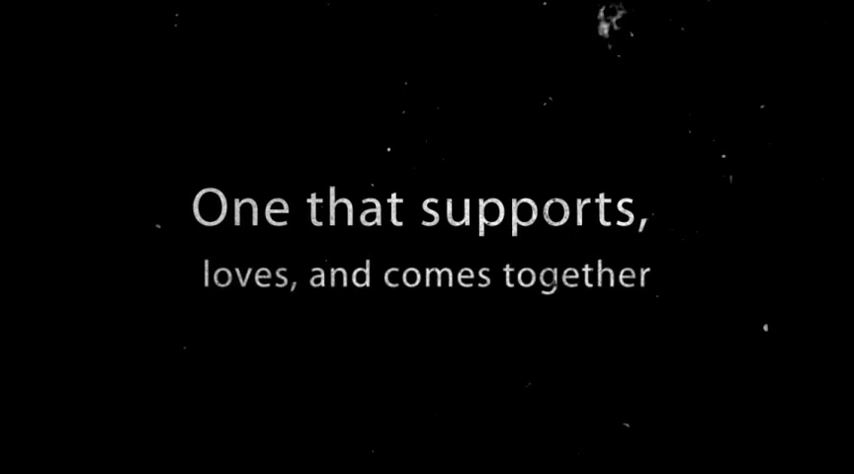 One that supports,
loves, and comes together